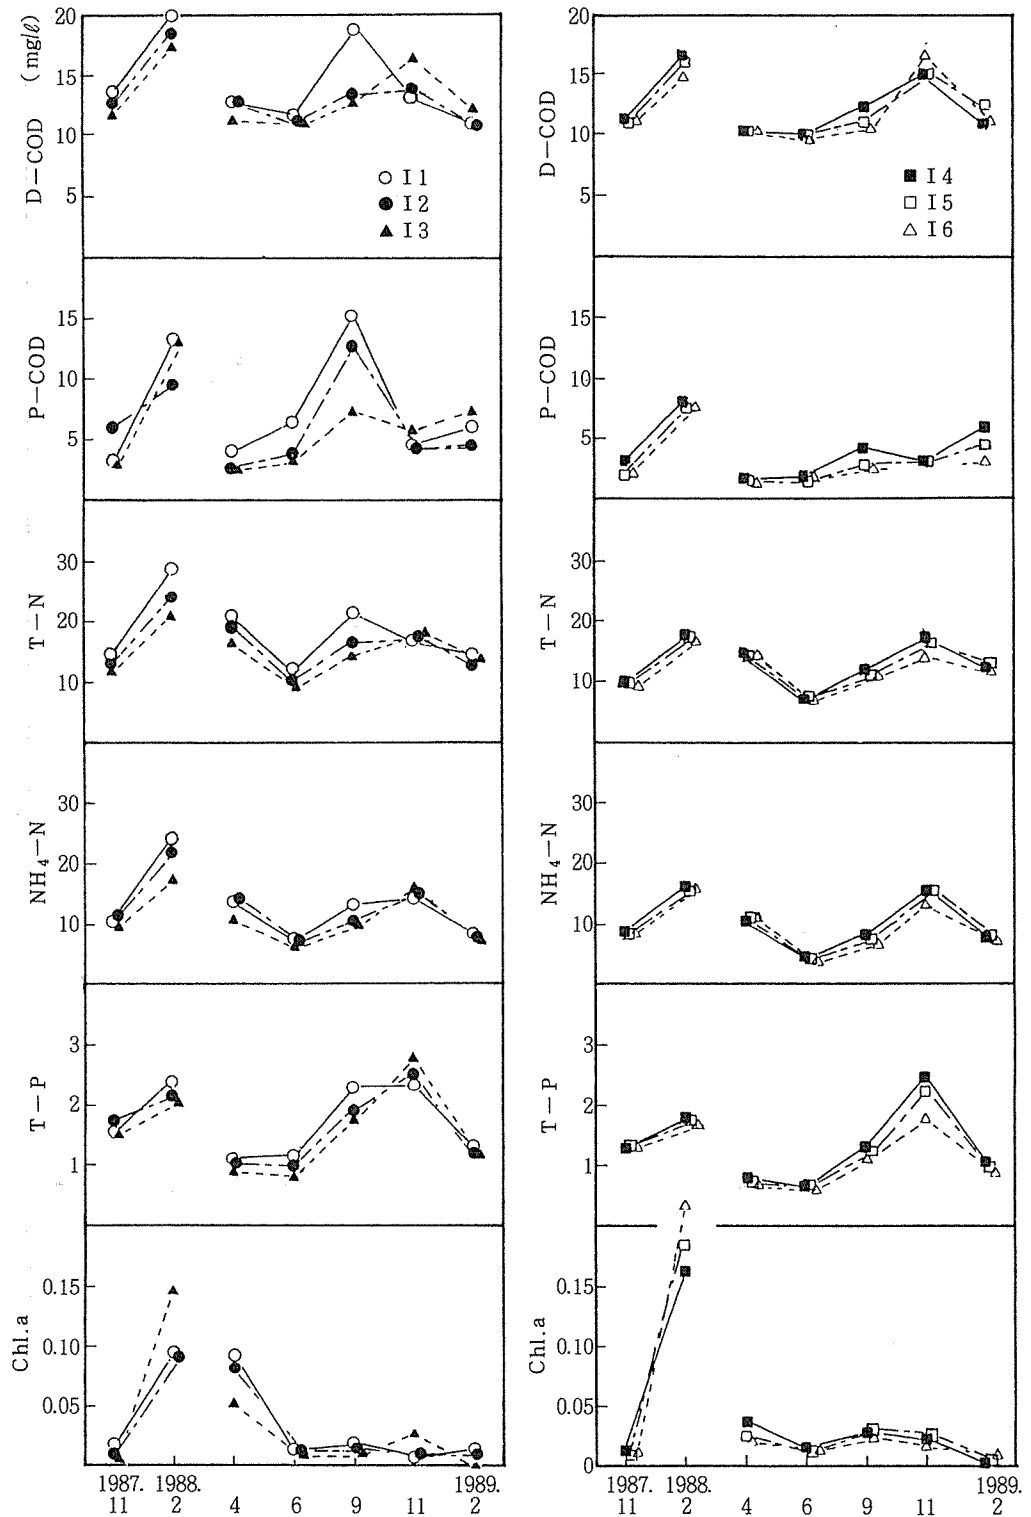 D-COD (mg/ℓ)
20
15
10
5
○ I1
● I2
▲ I3
P-COD
15
10
5
T-N
30
20
10
NH₄-N
30
20
10
T-P
3
2
1
Chl.a
0.15
0.10
0.05
1987. 1988. 1989.
11 2 4 6 9 11 2
D-COD
20
15
10
5
■ I4
□ I5
△ I6
P-COD
15
10
5
T-N
30
20
10
NH₄-N
30
20
10
T-P
3
2
1
Chl.a
0.15
0.10
0.05
0
1987. 1988. 1989.
11 2 4 6 9 11 2